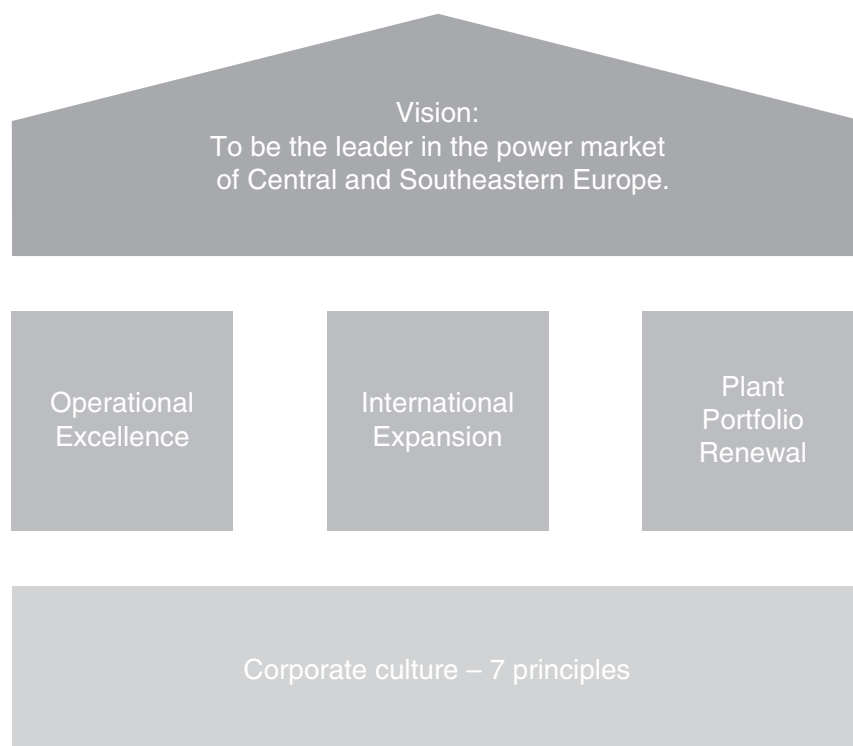 Vision:
To be the leader in the power market
of Central and Southeastern Europe.
Operational
Excellence
International
Expansion
Plant
Portfolio
Renewal
Corporate culture – 7 principles